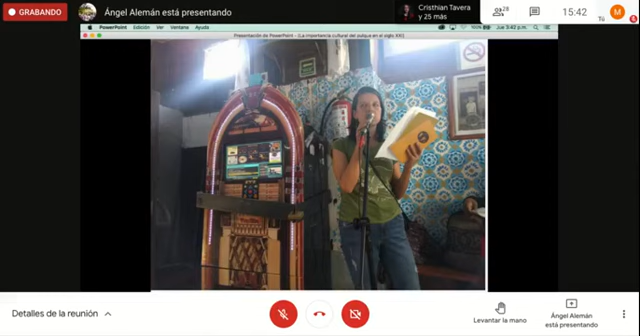 GRABANDO
Ángel Alemán está presentando
Cristhian Tavera
y 25 más
28
15:42
Tú
M
PowerPoint Edición Ver Ventana Ayuda
Presentación de PowerPoint - [La importancia cultural del pulque en el siglo XXI]
Detalles de la reunión
Levantar la mano
Ángel Alemán
está presentando